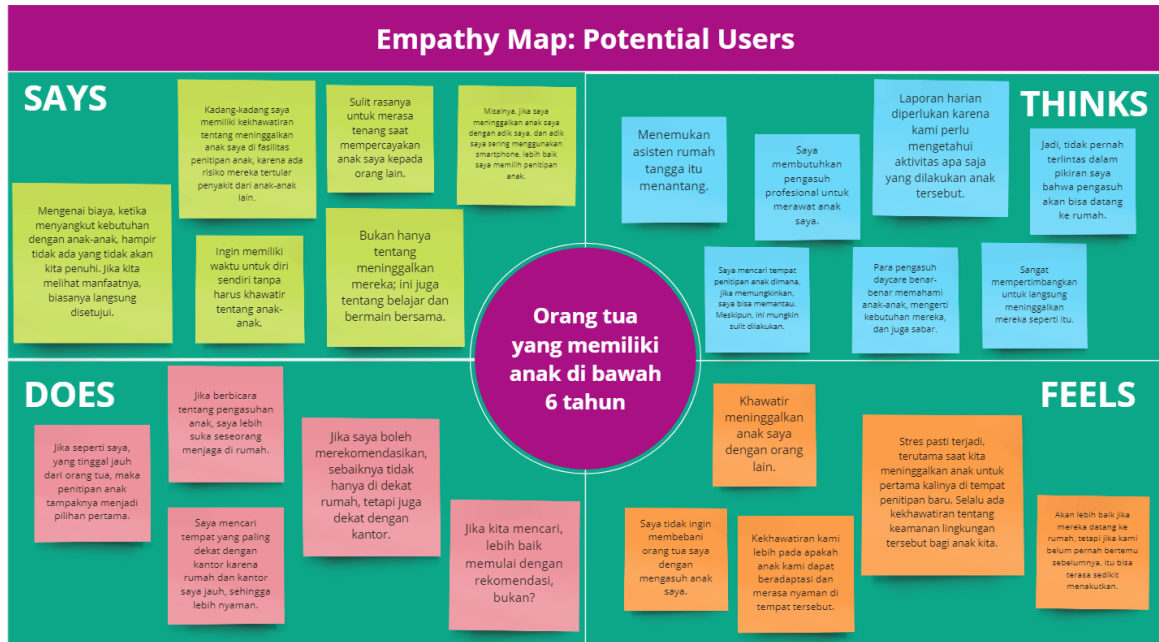 Empathy Map: Potential Users
SAYS
Kadang-kadang saya
memiliki kekhawatiran
tentang meninggalkan
anak saya di fasilitas
penitipan anak, karena ada
risiko mereka tertular
penyakit dari anak-anak
lain.
Sulit rasanya
untuk merasa
tenang saat
mempercayakan
anak saya kepada
orang lain.
Misalnya, jika saya
meninggalkan anak saya
dengan adik saya, dan adik
saya sering menggunakan
smartphone, lebih baik
saya memilih penitipan
anak.
Mengenai biaya, ketika
menyangkut kebutuhan
dengan anak-anak, hampir
tidak ada yang tidak akan
kita penuhi. Jika kita
melihat manfaatnya,
biasanya langsung
disetujui.
Ingin memiliki
waktu untuk diri
sendiri tanpa
harus khawatir
tentang anak-
anak.
Bukan hanya
tentang
meninggalkan
mereka; ini juga
tentang belajar dan
bermain bersama.
THINKS
Menemukan
asisten rumah
tangga itu
menantang.
Saya
membutuhkan
pengasuh
profesional untuk
merawat anak
saya.
Laporan harian
diperlukan karena
kami perlu
mengetahui
aktivitas apa saja
yang dilakukan anak
tersebut.
Jadi, tidak pernah
terlintas dalam
pikiran saya
bahwa pengasuh
akan bisa datang
ke rumah.
Saya mencari tempat
penitipan anak dimana,
jika memungkinkan,
saya bisa memantau.
Meskipun, ini mungkin
sulit dilakukan.
Para pengasuh
daycare benar-
benar memahami
anak-anak, mengerti
kebutuhan mereka,
dan juga sabar.
Sangat
mempertimbangkan
untuk langsung
meninggalkan
mereka seperti itu.
Orang tua
yang memiliki
anak di bawah
6 tahun
DOES
Jika seperti saya,
yang tinggal jauh
dari orang tua, maka
penitipan anak
tampaknya menjadi
pilihan pertama.
Jika berbicara
tentang pengasuhan
anak, saya lebih
suka seseorang
menjaga di rumah.
Saya mencari
tempat yang paling
dekat dengan
kantor karena
rumah dan kantor
saya jauh, sehingga
lebih nyaman.
Jika saya boleh
merekomendasikan,
sebaiknya tidak
hanya di dekat
rumah, tetapi juga
dekat dengan
kantor.
Jika kita mencari,
lebih baik
memulai dengan
rekomendasi,
bukan?
FEELS
Khawatir
meninggalkan
anak saya
dengan orang
lain.
Saya tidak ingin
membebani
orang tua saya
dengan
mengasuh anak
saya.
Kekhawatiran kami
lebih pada apakah
anak kami dapat
beradaptasi dan
merasa nyaman di
tempat tersebut.
Stres pasti terjadi,
terutama saat kita
meninggalkan anak untuk
pertama kalinya di tempat
penitipan baru. Selalu ada
kekhawatiran tentang
keamanan lingkungan
tersebut bagi anak kita.
Akan lebih baik jika
mereka datang ke
rumah, tetapi jika kami
belum pernah bertemu
sebelumnya, itu bisa
terasa sedikit
menakutkan.